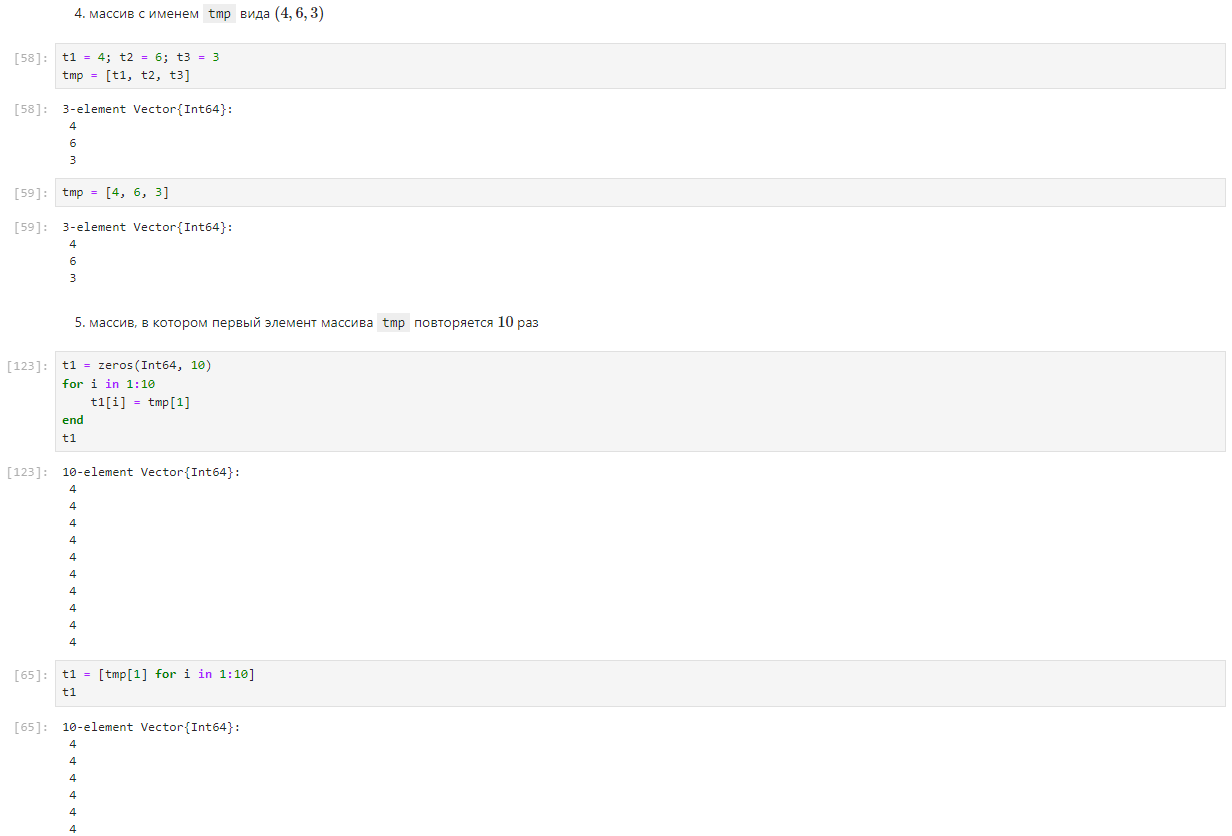 4. массив с именем tmp вида (4, 6, 3)
[58]: t1 = 4; t2 = 6; t3 = 3
tmp = [t1, t2, t3]
[58]: 3-element Vector{Int64}:
4
6
3
[59]: tmp = [4, 6, 3]
[59]: 3-element Vector{Int64}:
4
6
3
5. массив, в котором первый элемент массива tmp повторяется 10 раз
[123]: t1 = zeros(Int64, 10)
for i in 1:10
    t1[i] = tmp[1]
end
t1
[123]: 10-element Vector{Int64}:
4
4
4
4
4
4
4
4
4
4
[65]: t1 = [tmp[1] for i in 1:10]
t1
[65]: 10-element Vector{Int64}:
4
4
4
4
4
4